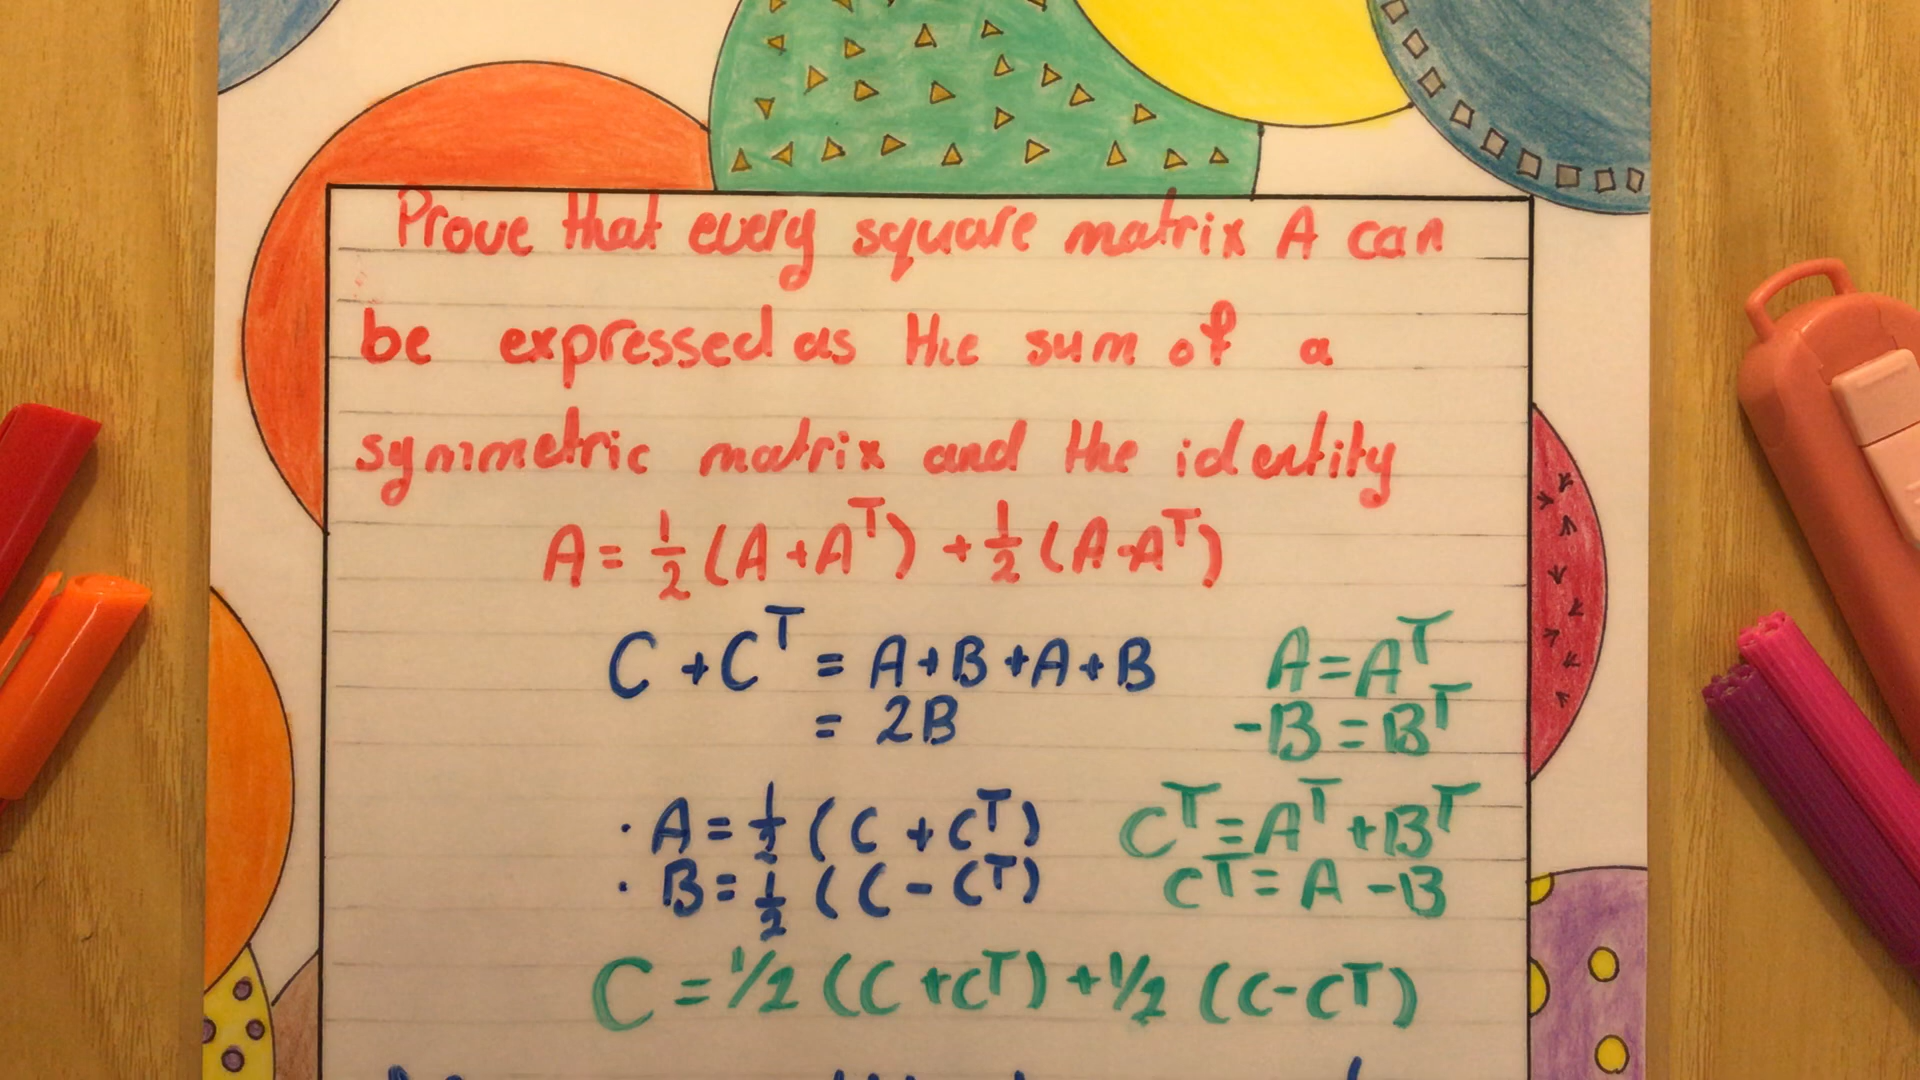 Prove that every square matrix A can
be expressed as the sum of a
symmetric matrix and the identity
A = 1/2 (A + Aᵀ) + 1/2 (A - Aᵀ)
C + Cᵀ = A + B + A + B
= 2B
A = Aᵀ
-B = Bᵀ
· A = 1/2 (C + Cᵀ)
· B = 1/2 (C - Cᵀ)
Cᵀ = Aᵀ + Bᵀ
Cᵀ = A - B
C = 1/2 (C + Cᵀ) + 1/2 (C - Cᵀ)